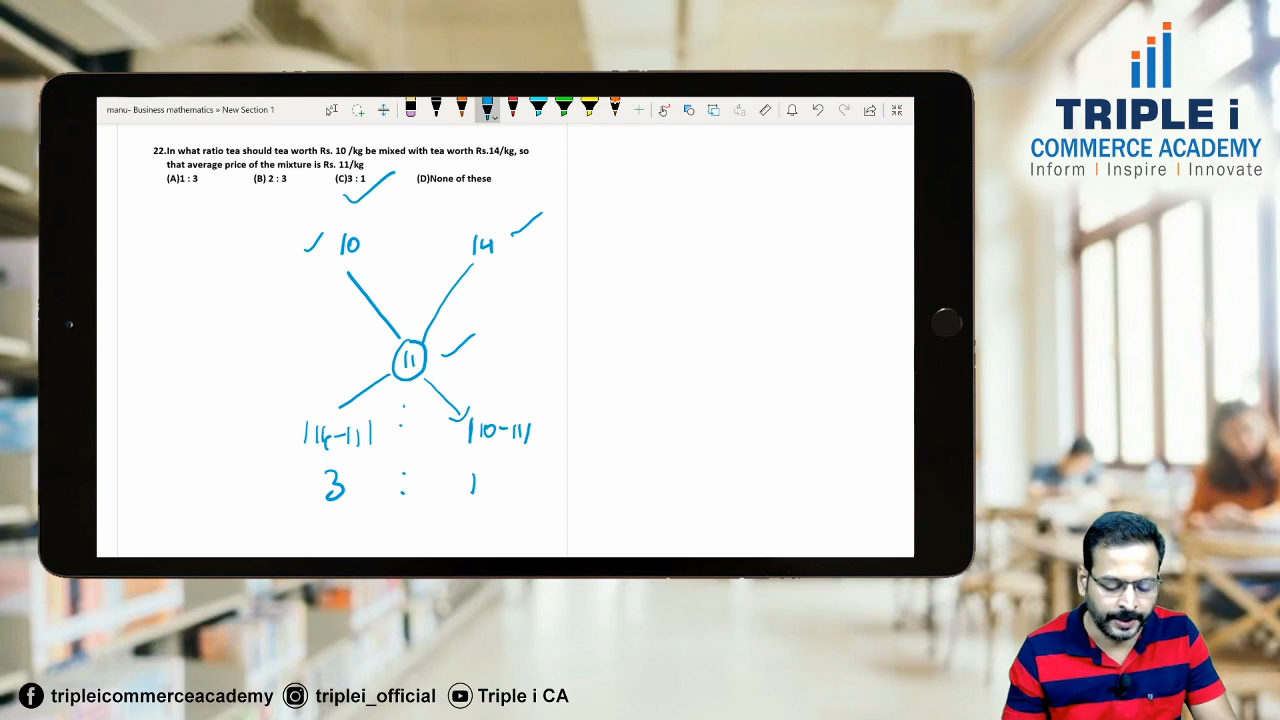 manu- Business mathematics » New Section 1
22.In what ratio tea should tea worth Rs. 10 /kg be mixed with tea worth Rs.14/kg, so
that average price of the mixture is Rs. 11/kg
(A)1 : 3 (B) 2 : 3 (C)3 : 1 (D)None of these
10 14
11
|14-11| : |10-11|
3 : 1
TRIPLE i
COMMERCE ACADEMY
Inform | Inspire | Innovate
tripleicommerceacademy triplei_official Triple i CA